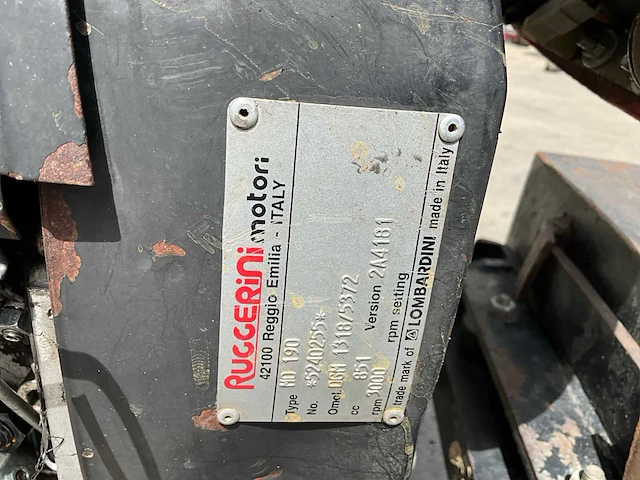 RUGGERINI motori
42100 Reggio Emilia - ITALY
Type MD 190
No. *5240255*
Omol. DGM 1318/5372
cc 851 Version 2A4181
rpm 3000 rpm setting
trade mark of LOMBARDINI made in Italy